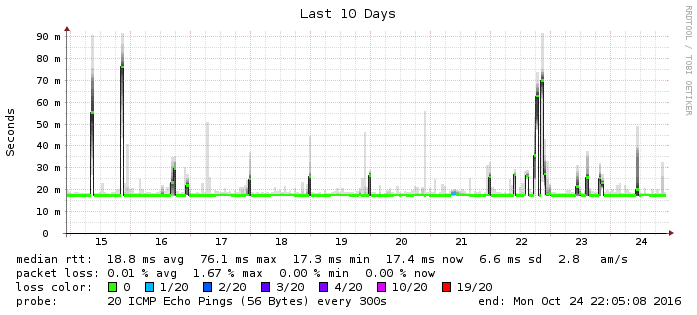 Last 10 Days
RRDTOOL / TOBI OETIKER
Seconds
90 m
80 m
70 m
60 m
50 m
40 m
30 m
20 m
10 m
0
15 16 17 18 19 20 21 22 23 24
median rtt: 18.8 ms avg 76.1 ms max 17.3 ms min 17.4 ms now 6.6 ms sd 2.8 am/s
packet loss: 0.01 % avg 1.67 % max 0.00 % min 0.00 % now
loss color: 0 1/20 2/20 3/20 4/20 10/20 19/20
probe: 20 ICMP Echo Pings (56 Bytes) every 300s end: Mon Oct 24 22:05:08 2016